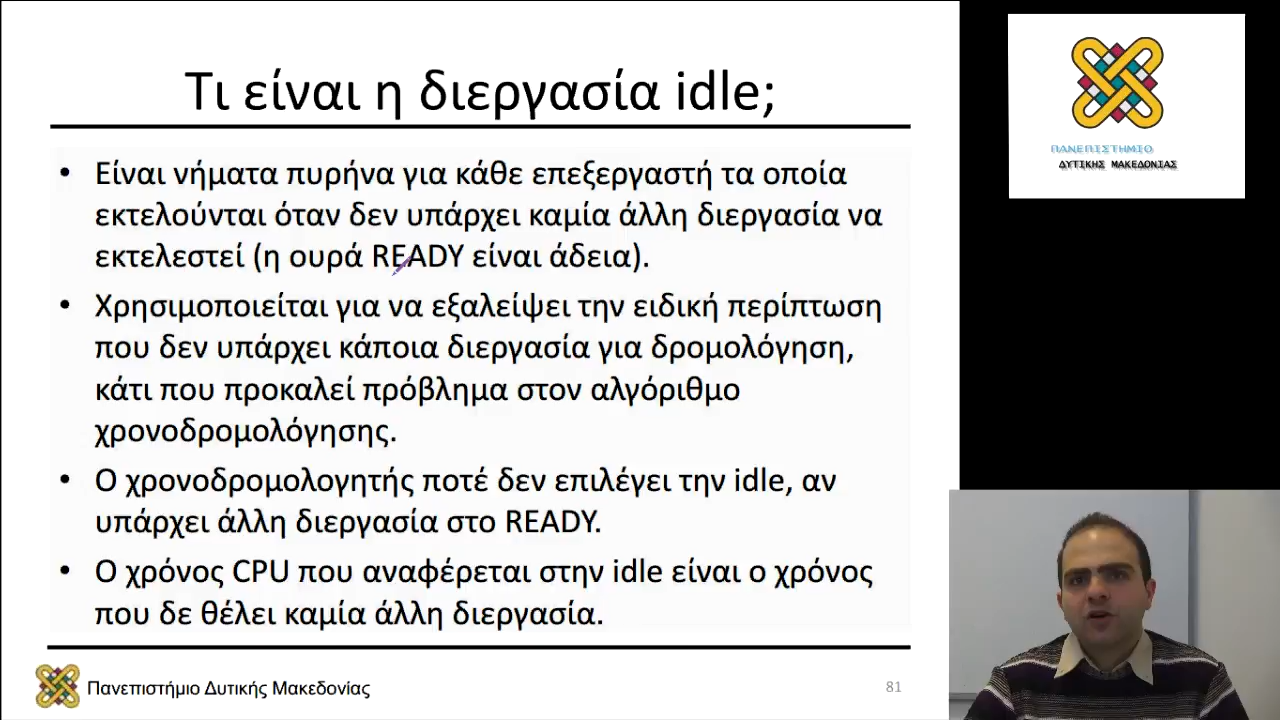 Τι είναι η διεργασία idle;
• Είναι νήματα πυρήνα για κάθε επεξεργαστή τα οποία
εκτελούνται όταν δεν υπάρχει καμία άλλη διεργασία να
εκτελεστεί (η ουρά READY είναι άδεια).
• Χρησιμοποιείται για να εξαλείψει την ειδική περίπτωση
που δεν υπάρχει κάποια διεργασία για δρομολόγηση,
κάτι που προκαλεί πρόβλημα στον αλγόριθμο
χρονοδρομολόγησης.
• Ο χρονοδρομολογητής ποτέ δεν επιλέγει την idle, αν
υπάρχει άλλη διεργασία στο READY.
• Ο χρόνος CPU που αναφέρεται στην idle είναι ο χρόνος
που δε θέλει καμία άλλη διεργασία.
Πανεπιστήμιο Δυτικής Μακεδονίας
81
ΠΑΝΕΠΙΣΤΗΜΙΟ
ΔΥΤΙΚΗΣ ΜΑΚΕΔΟΝΙΑΣ